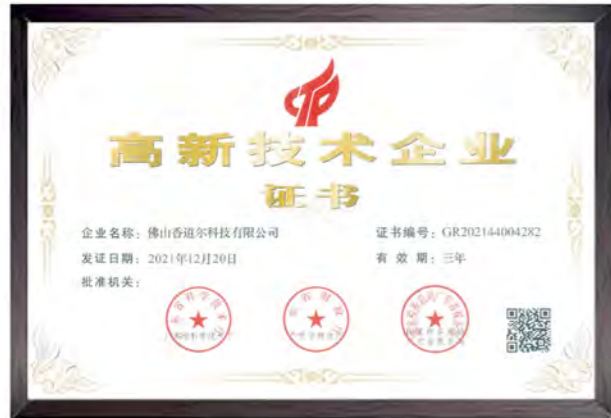 高新技术企业
证书
企业名称：佛山香道尔科技有限公司
证书编号：GR202144004282
发证日期：2021年12月20日
有 效 期：三年
批准机关：